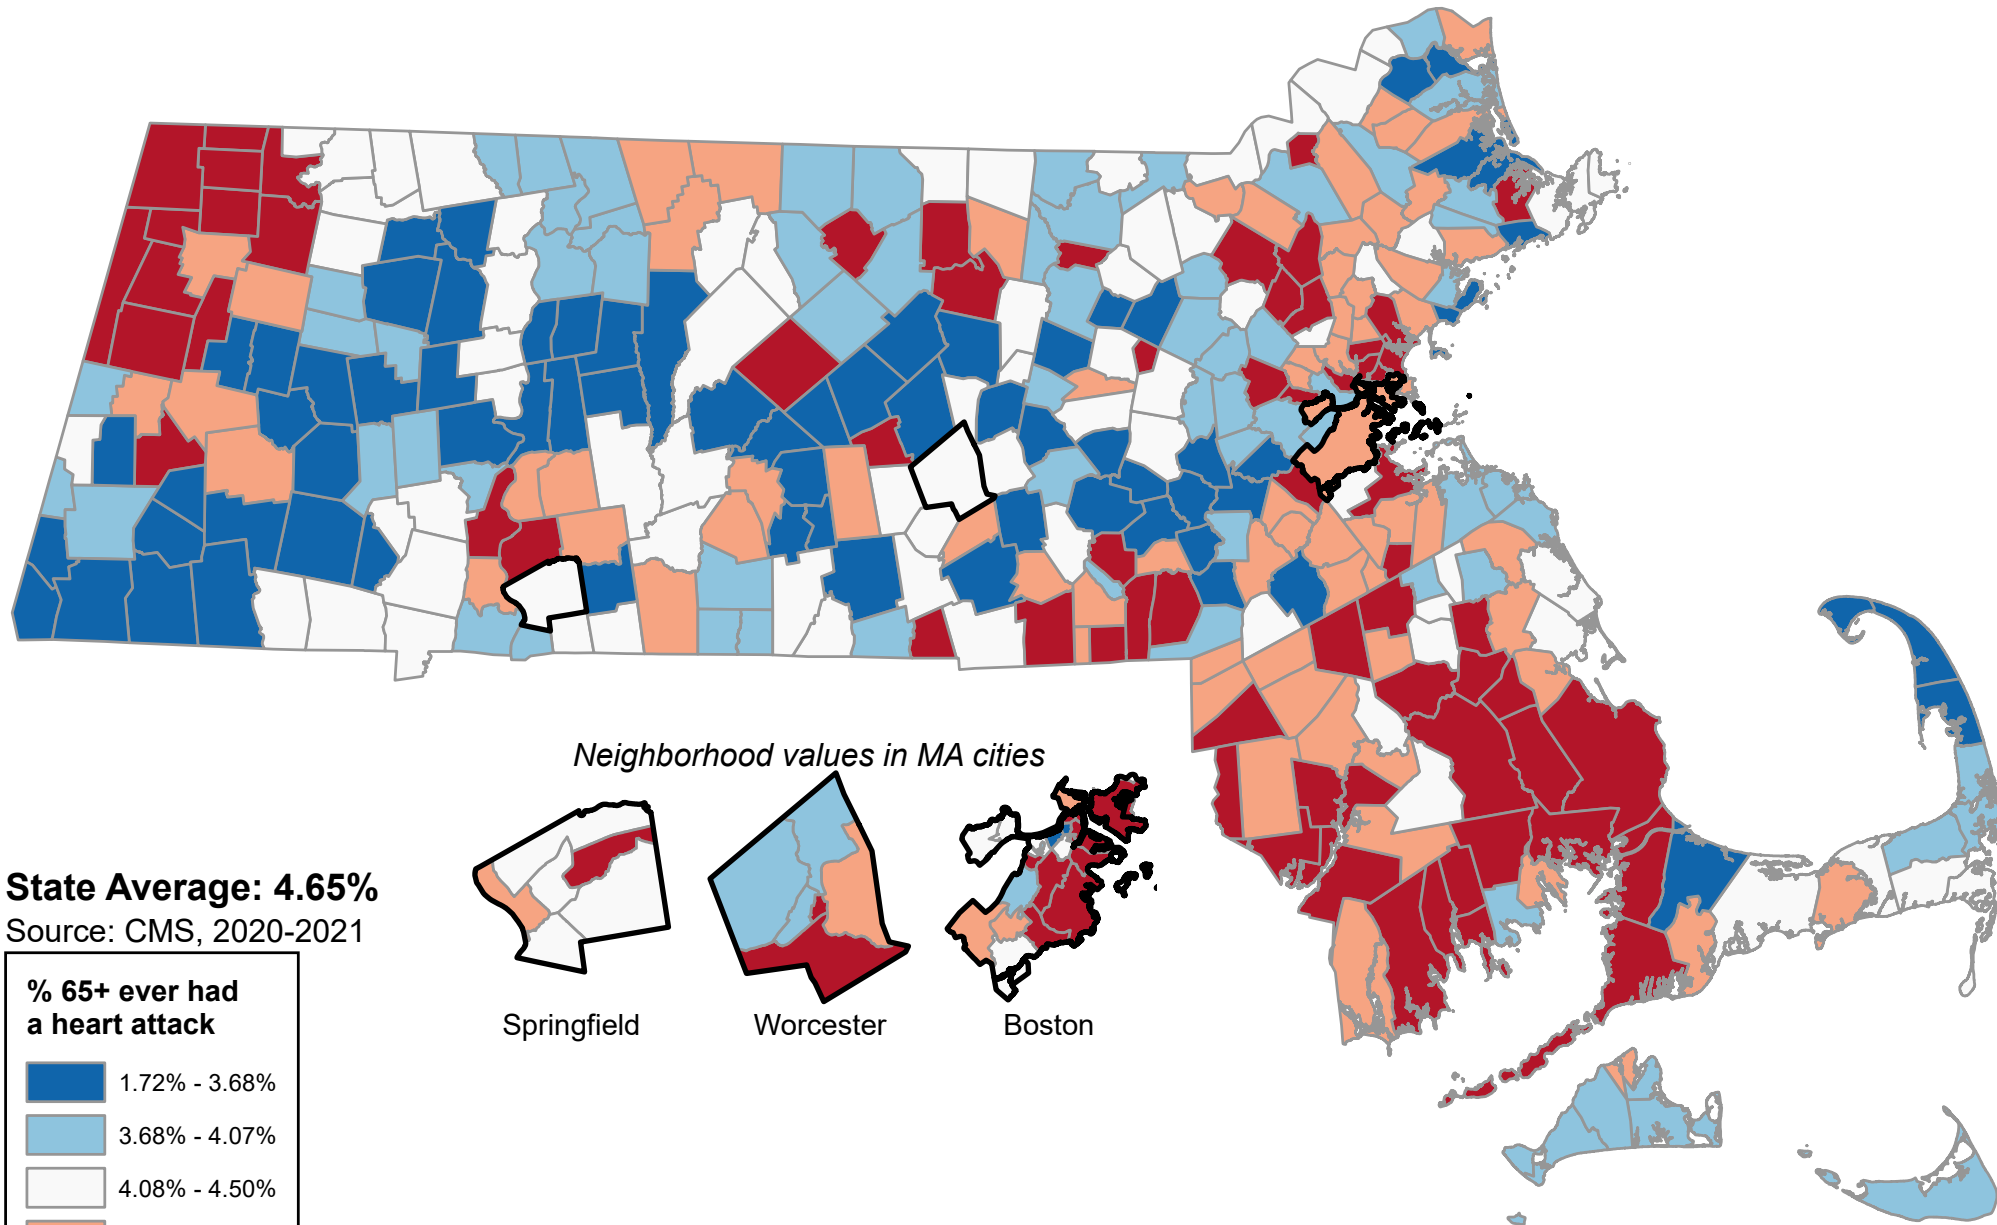 Neighborhood values in MA cities
State Average: 4.65%
Source: CMS, 2020-2021
% 65+ ever had
a heart attack
1.72% - 3.68%
3.68% - 4.07%
4.08% - 4.50%
Springfield
Worcester
Boston